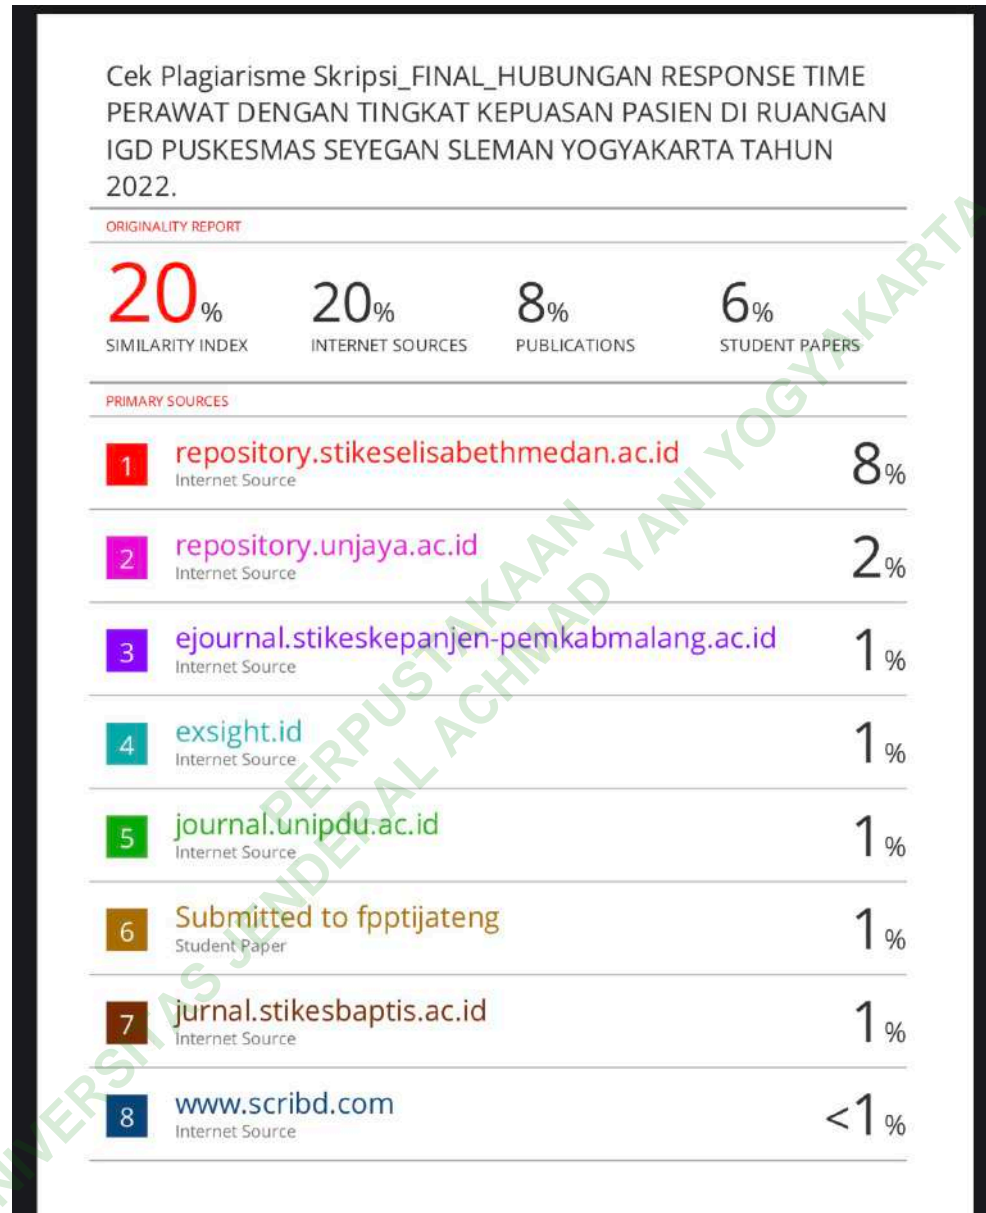 Cek Plagiarisme Skripsi_FINAL_HUBUNGAN RESPONSE TIME
PERAWAT DENGAN TINGKAT KEPUASAN PASIEN DI RUANGAN
IGD PUSKESMAS SEYEGAN SLEMAN YOGYAKARTA TAHUN
2022.
ORIGINALITY REPORT
20% 20% 8% 6%
SIMILARITY INDEX INTERNET SOURCES PUBLICATIONS STUDENT PAPERS
PRIMARY SOURCES
1 repository.stikeselisabethmedan.ac.id 8%
Internet Source
2 repository.unjaya.ac.id 2%
Internet Source
3 ejournal.stikeskepanjen-pemkabmalang.ac.id 1%
Internet Source
4 exsight.id 1%
Internet Source
5 journal.unipdu.ac.id 1%
Internet Source
6 Submitted to fpptijateng 1%
Student Paper
7 jurnal.stikesbaptis.ac.id 1%
Internet Source
8 www.scribd.com <1%
Internet Source
PERPUSTAKAAN
UNIVERSITAS JENDERAL ACHMAD YANI YOGYAKARTA